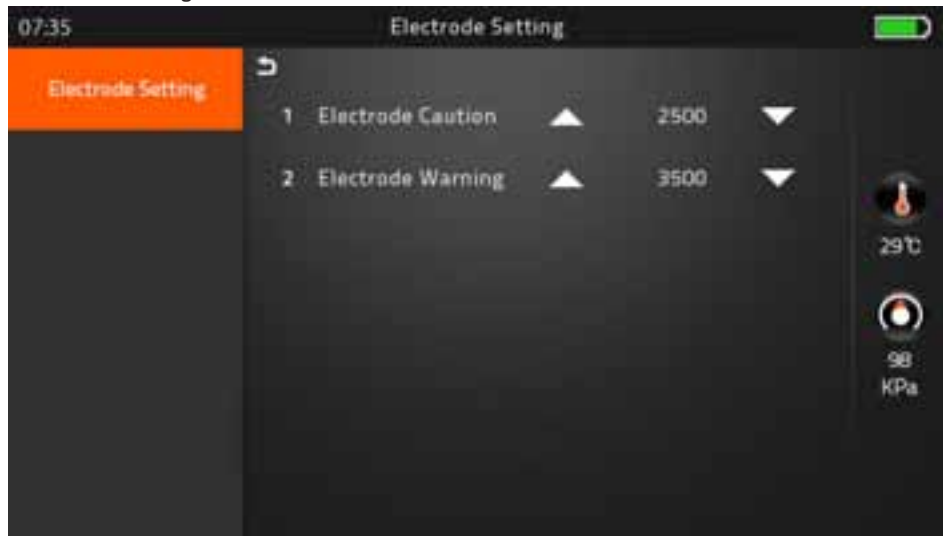 07:35 Electrode Setting
Electrode Setting
1 Electrode Caution 2500
2 Electrode Warning 3500
29℃
98
KPa